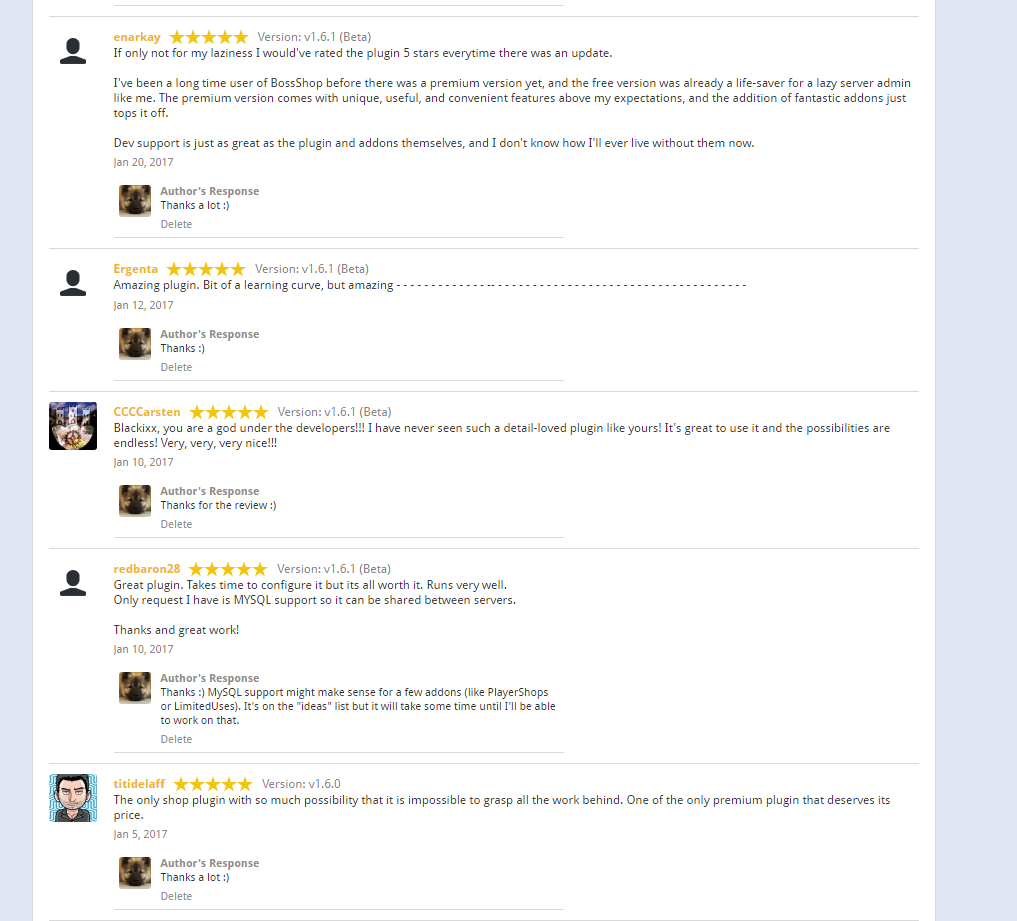 enarkay ★★★★★ Version: v1.6.1 (Beta)
If only not for my laziness I would've rated the plugin 5 stars everytime there was an update.
I've been a long time user of BossShop before there was a premium version yet, and the free version was already a life-saver for a lazy server admin
like me. The premium version comes with unique, useful, and convenient features above my expectations, and the addition of fantastic addons just
tops it off.
Dev support is just as great as the plugin and addons themselves, and I don't know how I'll ever live without them now.
Jan 20, 2017
Author's Response
Thanks a lot :)
Delete
Ergenta ★★★★★ Version: v1.6.1 (Beta)
Amazing plugin. Bit of a learning curve, but amazing - - - - - - - - - - - - - - - - - - - - - - - - - - - - - - - - - - - - - - - - - - - - - - - - - -
Jan 12, 2017
Author's Response
Thanks :)
Delete
CCCCarsten ★★★★★ Version: v1.6.1 (Beta)
Blackixx, you are a god under the developers!!! I have never seen such a detail-loved plugin like yours! It's great to use it and the possibilities are
endless! Very, very, very nice!!!
Jan 10, 2017
Author's Response
Thanks for the review :)
Delete
redbaron28 ★★★★★ Version: v1.6.1 (Beta)
Great plugin. Takes time to configure it but its all worth it. Runs very well.
Only request I have is MYSQL support so it can be shared between servers.
Thanks and great work!
Jan 10, 2017
Author's Response
Thanks :) MySQL support might make sense for a few addons (like PlayerShops
or LimitedUses). It's on the "ideas" list but it will take some time until I'll be able
to work on that.
Delete
titidelaff ★★★★★ Version: v1.6.0
The only shop plugin with so much possibility that it is impossible to grasp all the work behind. One of the only premium plugin that deserves its
price.
Jan 5, 2017
Author's Response
Thanks a lot :)
Delete